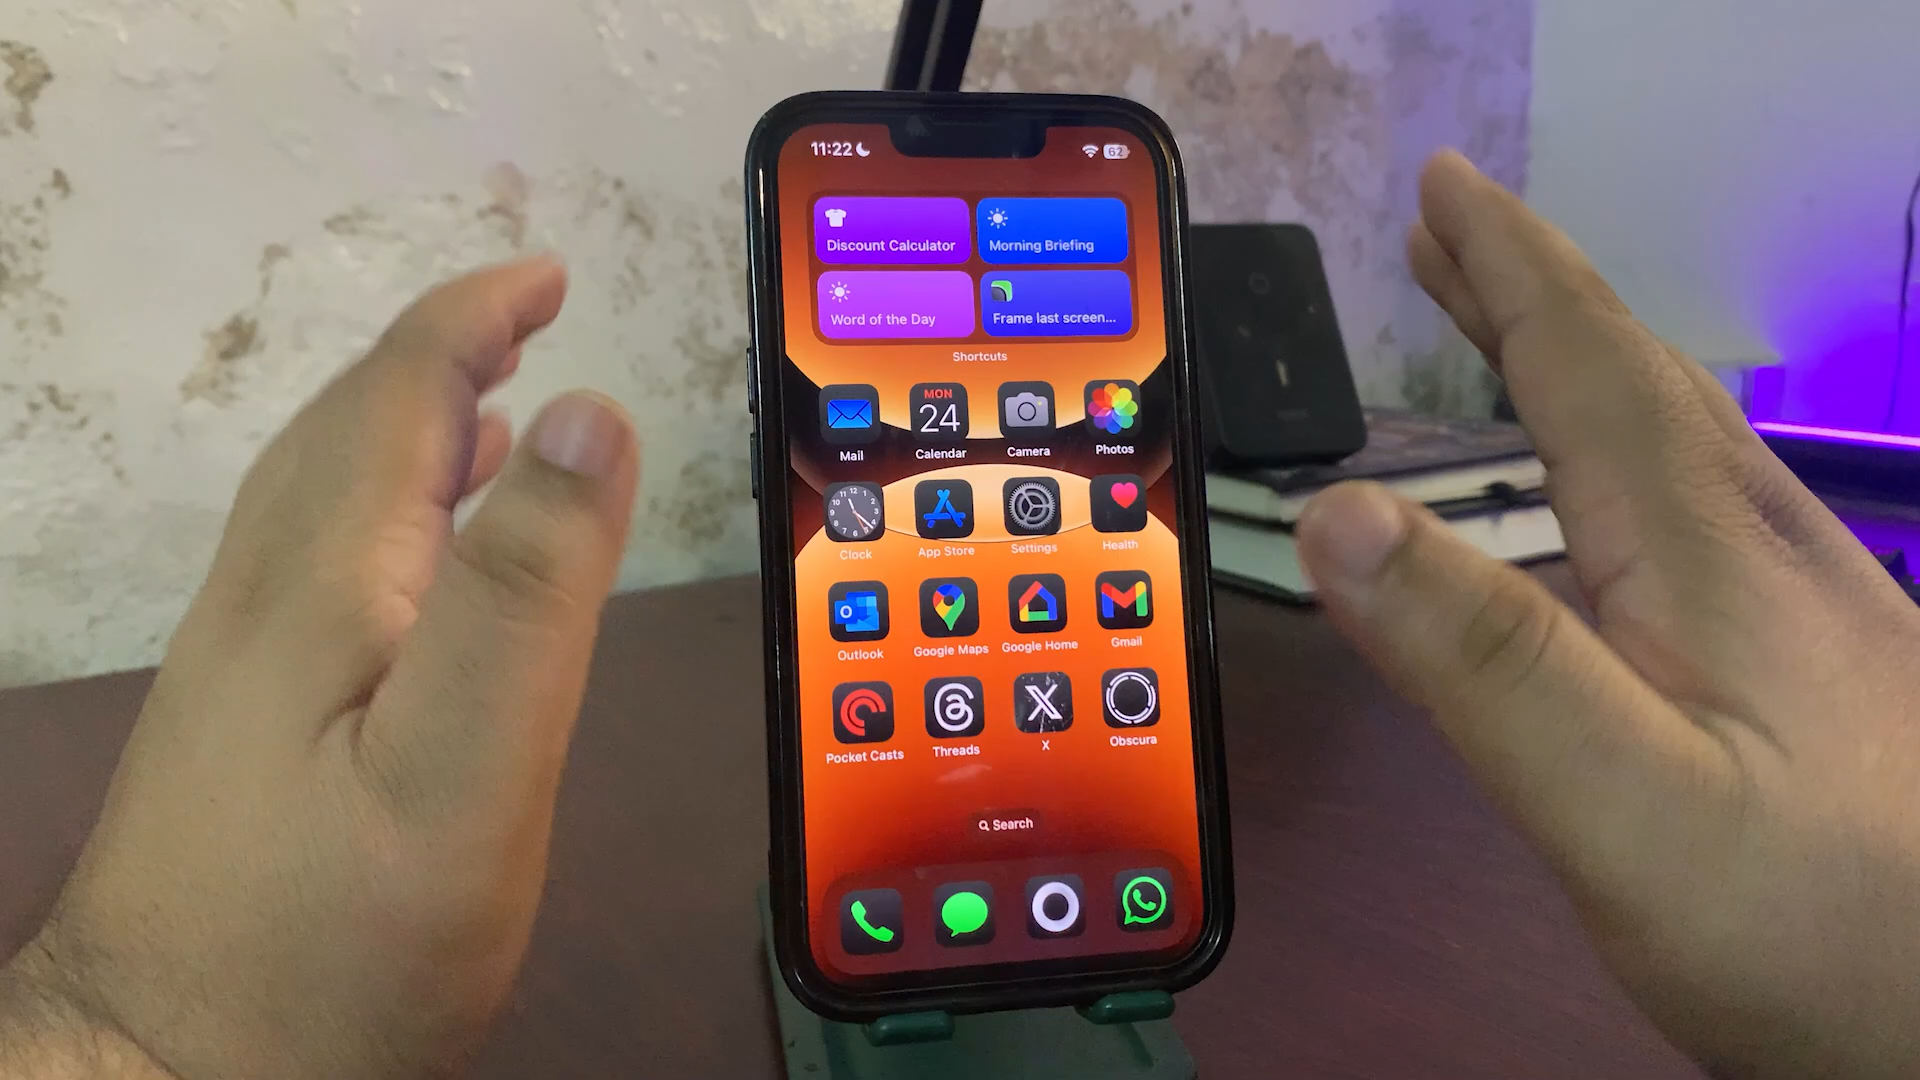 11:22
62
Discount Calculator
Morning Briefing
Word of the Day
Frame last screen...
Shortcuts
MON
24
Mail
Calendar
Camera
Photos
Clock
App Store
Settings
Health
Outlook
Google Maps
Google Home
Gmail
Pocket Casts
Threads
X
Obscura
Search